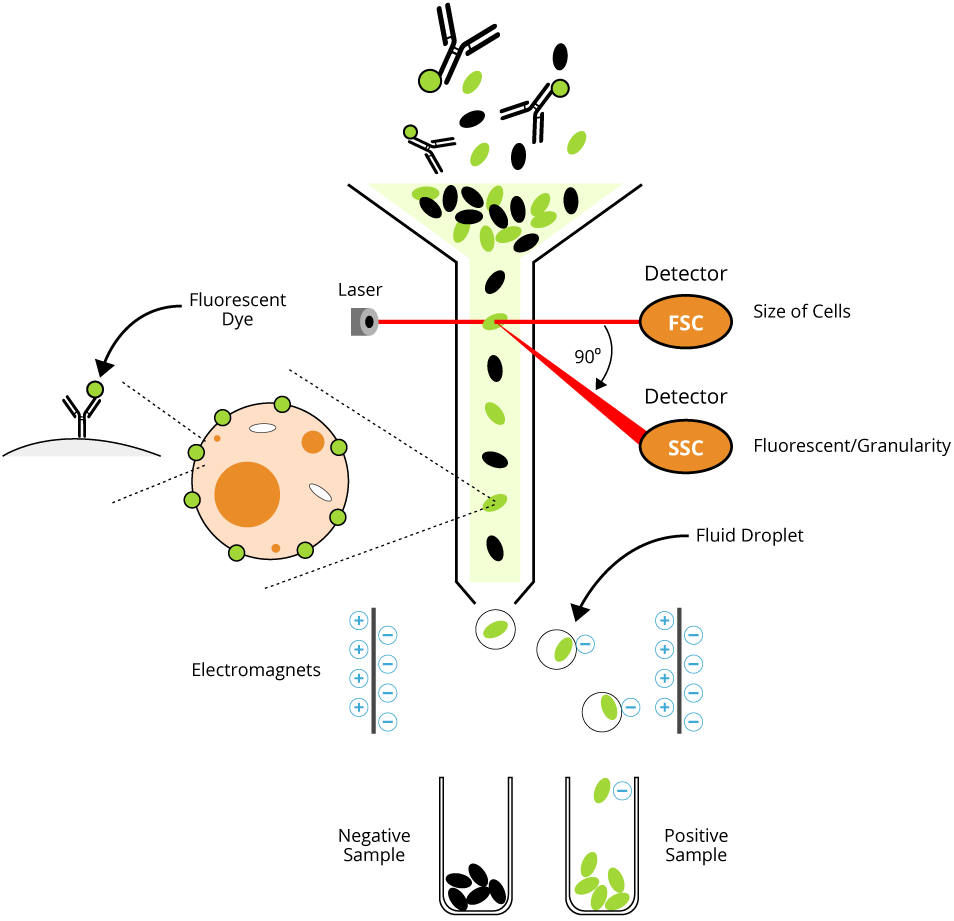 Detector
Laser
FSC
Size of Cells
Fluorescent
Dye
90°
Detector
SSC
Fluorescent/Granularity
Fluid Droplet
Electromagnets
+ − + − + − + −
−
+ − + − + − + −
−
−
Negative
Sample
Positive
Sample